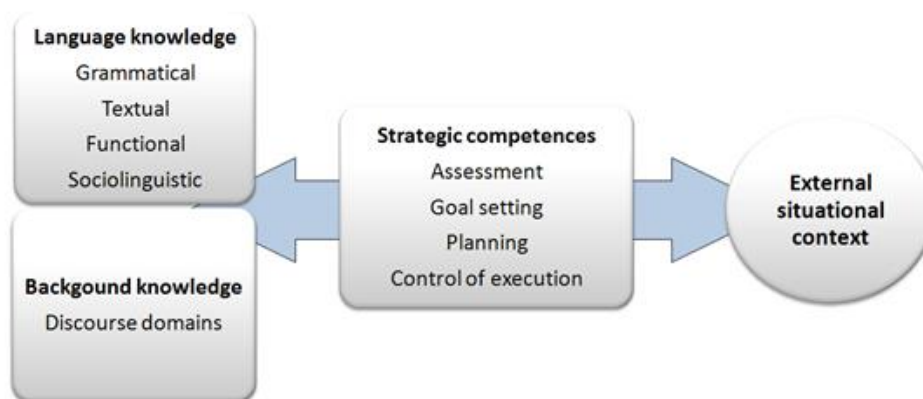 Language knowledge
Grammatical
Textual
Functional
Sociolinguistic
Backgound knowledge
Discourse domains
Strategic competences
Assessment
Goal setting
Planning
Control of execution
External
situational
context